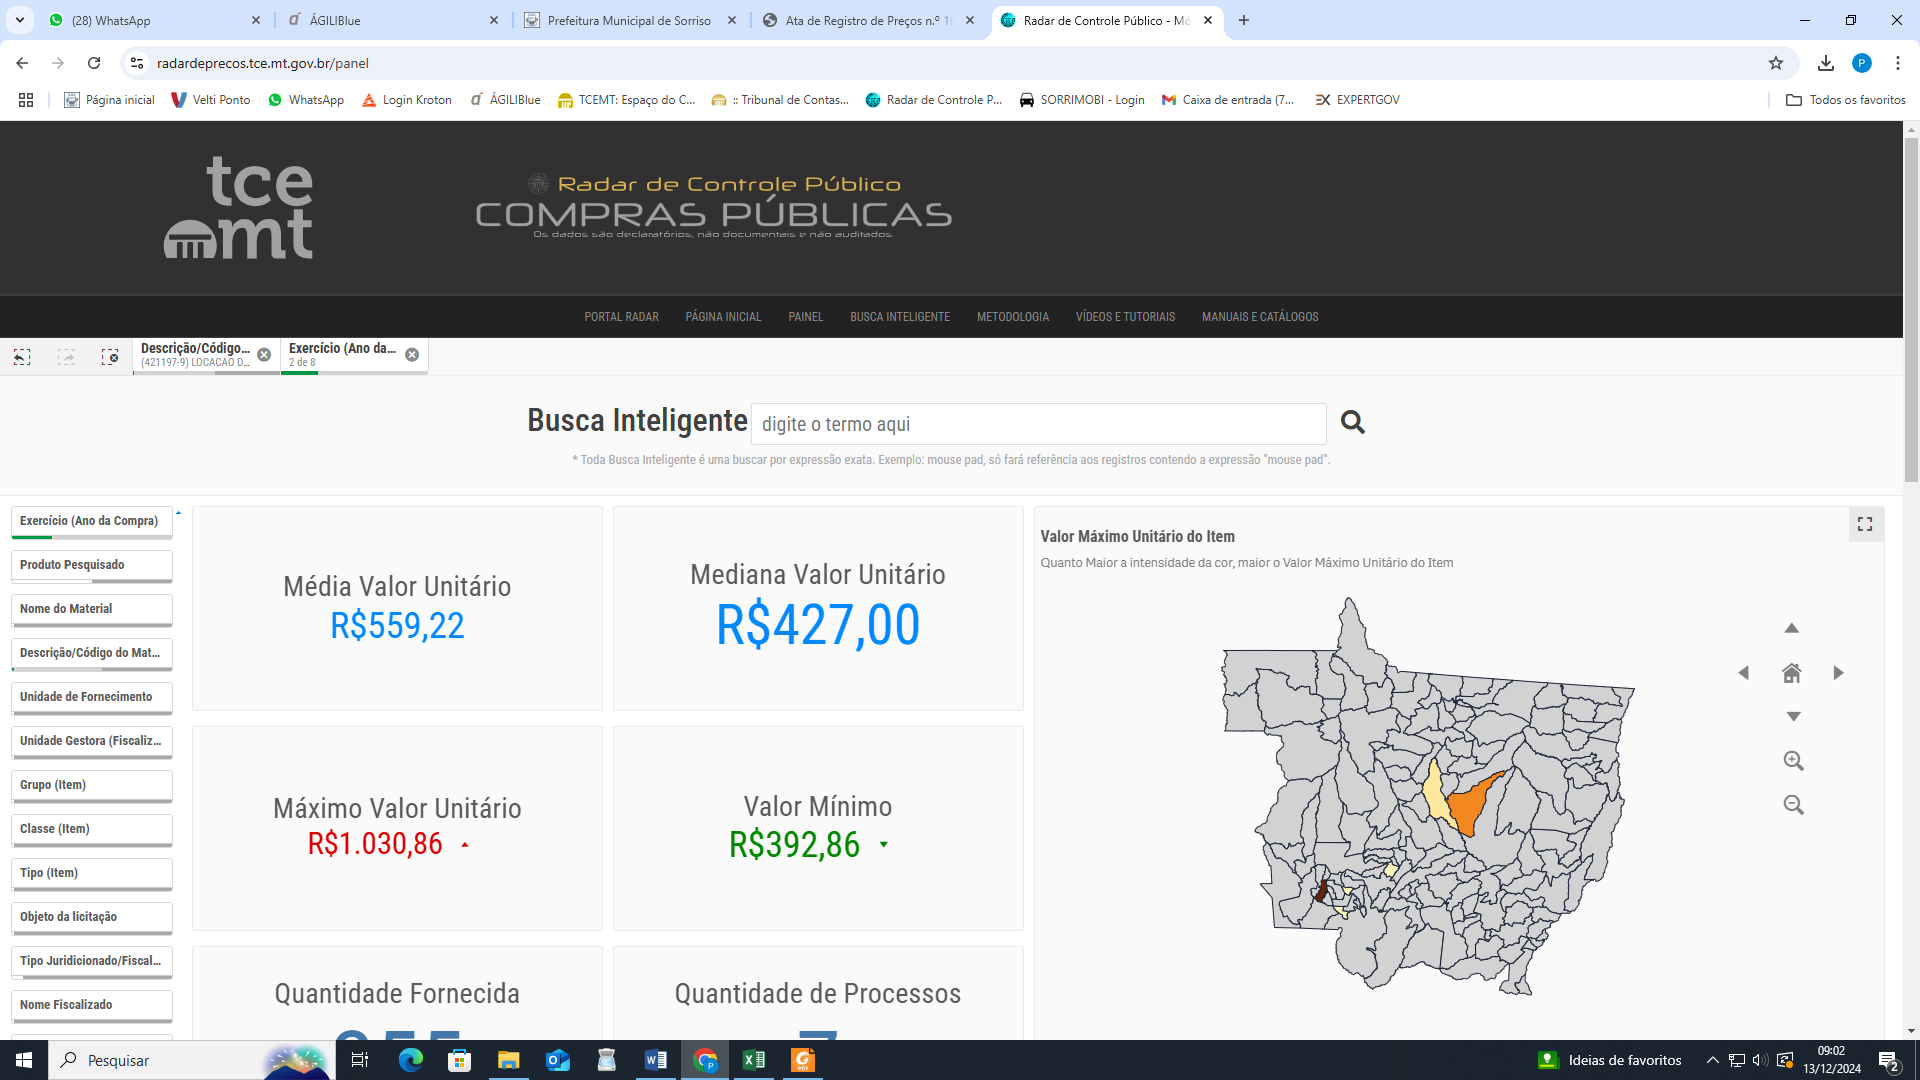 (28) WhatsApp
ÁGILIBlue
Prefeitura Municipal de Sorriso
Ata de Registro de Preços n.º 1
Radar de Controle Público - Mó
radardeprecos.tce.mt.gov.br/panel
P
Página inicial
Velti Ponto
WhatsApp
Login Kroton
ÁGILIBlue
TCEMT: Espaço do C...
:: Tribunal de Contas...
Radar de Controle P...
SORRIMOBI - Login
Caixa de entrada (7...
EXPERTGOV
Todos os favoritos
tce
mt
Radar de Controle Público
COMPRAS PÚBLICAS
Os dados são declaratórios, não documentais e não auditados.
PORTAL RADAR
PÁGINA INICIAL
PAINEL
BUSCA INTELIGENTE
METODOLOGIA
VÍDEOS E TUTORIAIS
MANUAIS E CATÁLOGOS
Descrição/Código...
(421197-9) LOCACAO D...
Exercício (Ano da...
2 de 8
Busca Inteligente
digite o termo aqui
* Toda Busca Inteligente é uma buscar por expressão exata. Exemplo: mouse pad, só fará referência aos registros contendo a expressão "mouse pad".
Exercício (Ano da Compra)
Produto Pesquisado
Nome do Material
Descrição/Código do Mat...
Unidade de Fornecimento
Unidade Gestora (Fiscaliz...
Grupo (Item)
Classe (Item)
Tipo (Item)
Objeto da licitação
Tipo Juridicionado/Fiscal...
Nome Fiscalizado
Média Valor Unitário
R$559,22
Mediana Valor Unitário
R$427,00
Máximo Valor Unitário
R$1.030,86
Valor Mínimo
R$392,86
Quantidade Fornecida
Quantidade de Processos
Valor Máximo Unitário do Item
Quanto Maior a intensidade da cor, maior o Valor Máximo Unitário do Item
Pesquisar
Ideias de favoritos
09:02
13/12/2024
2